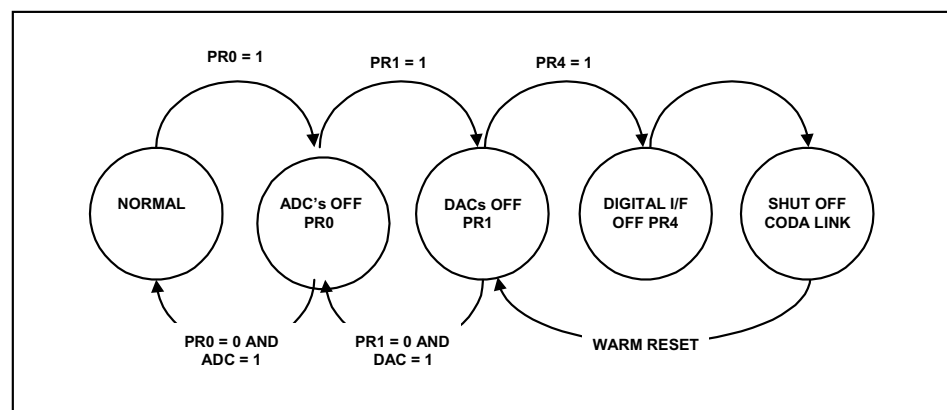 PR0 = 1
PR1 = 1
PR4 = 1
NORMAL
ADC's OFF
PR0
DACs OFF
PR1
DIGITAL I/F
OFF PR4
SHUT OFF
CODA LINK
PR0 = 0 AND
ADC = 1
PR1 = 0 AND
DAC = 1
WARM RESET